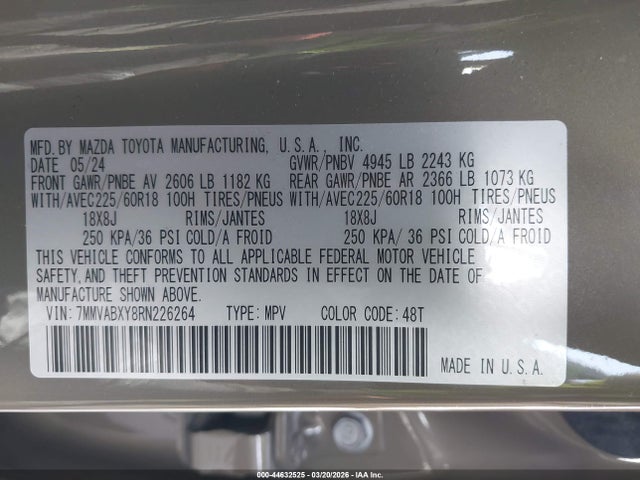 MFD. BY MAZDA TOYOTA MANUFACTURING, U.S.A., INC.
DATE 05/24 GVWR/PNBV 4945 LB 2243 KG
FRONT GAWR/PNBE AV 2606 LB 1182 KG REAR GAWR/PNBE AR 2366 LB 1073 KG
WITH/AVEC225/60R18 100H TIRES/PNEUS WITH/AVEC225/60R18 100H TIRES/PNEUS
18X8J RIMS/JANTES 18X8J RIMS/JANTES
250 KPA/36 PSI COLD/A FROID 250 KPA/ 36 PSI COLD/A FROID
THIS VEHICLE CONFORMS TO ALL APPLICABLE FEDERAL MOTOR VEHICLE
SAFETY, AND THEFT PREVENTION STANDARDS IN EFFECT ON THE DATE OF
MANUFACTURE SHOWN ABOVE.
VIN: 7MMVABXY8RN226264 TYPE: MPV COLOR CODE: 48T
MADE IN U.S.A.
000-44632525 - 03/20/2026 - IAA Inc.